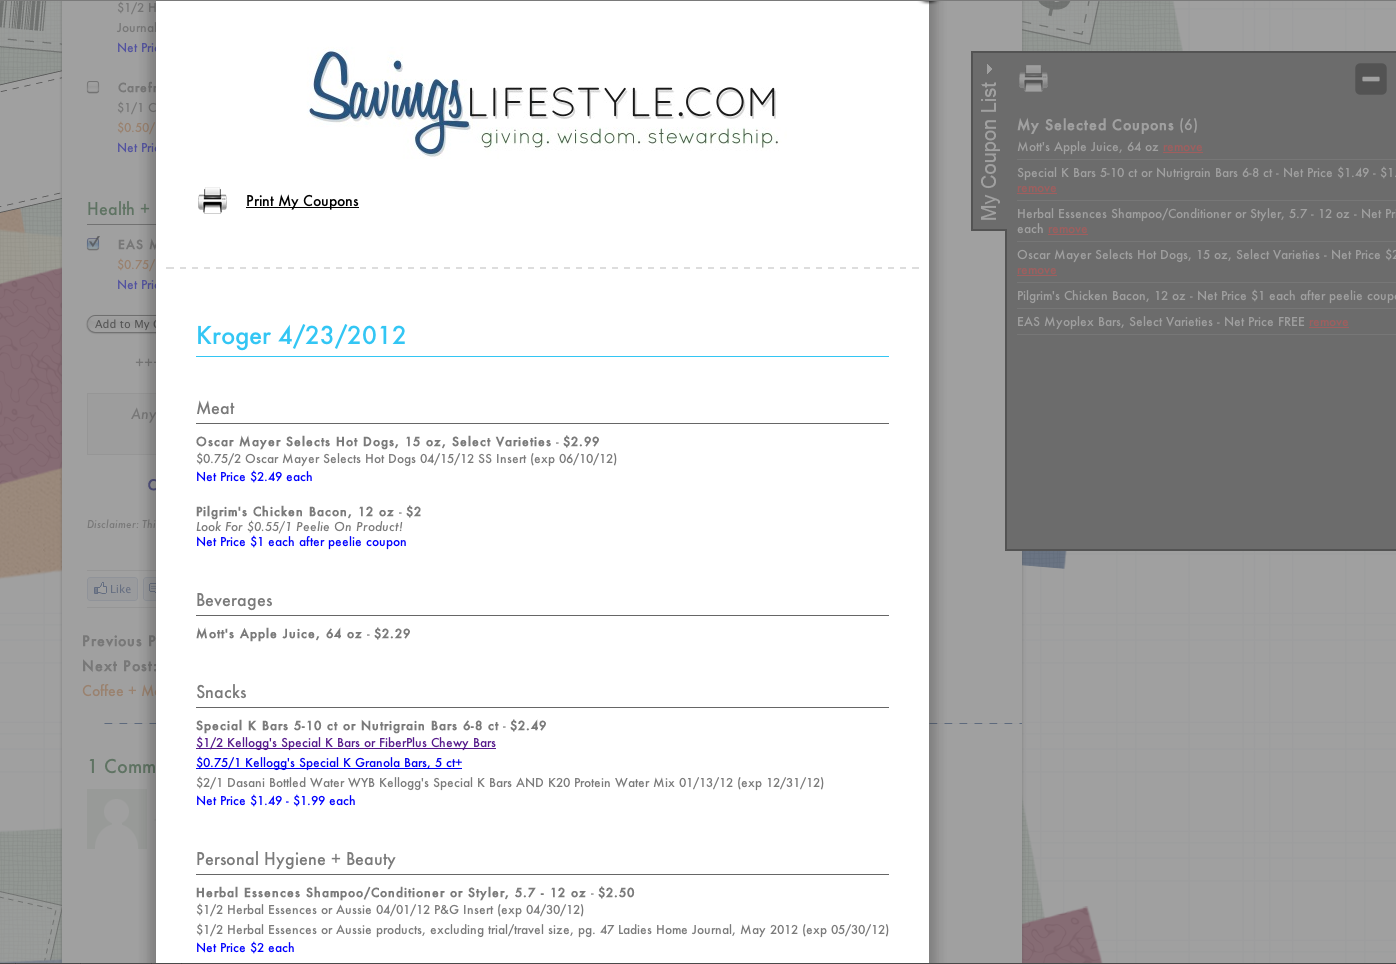 $1/2 H
Journal
Net Pri
Carefr
$1/1 C
$0.50/
Net Pri
Health +
EAS M
$0.75/
Net Pri
Add to My C
+++
Any
C
Disclaimer: Thi
Like
Previous P
Next Post:
Coffee + Mo
1 Comm
Savings LIFESTYLE.COM
giving. wisdom. stewardship.
Print My Coupons
Kroger 4/23/2012
Meat
Oscar Mayer Selects Hot Dogs, 15 oz, Select Varieties - $2.99
$0.75/2 Oscar Mayer Selects Hot Dogs 04/15/12 SS Insert (exp 06/10/12)
Net Price $2.49 each
Pilgrim's Chicken Bacon, 12 oz - $2
Look For $0.55/1 Peelie On Product!
Net Price $1 each after peelie coupon
Beverages
Mott's Apple Juice, 64 oz - $2.29
Snacks
Special K Bars 5-10 ct or Nutrigrain Bars 6-8 ct - $2.49
$1/2 Kellogg's Special K Bars or FiberPlus Chewy Bars
$0.75/1 Kellogg's Special K Granola Bars, 5 ct+
$2/1 Dasani Bottled Water WYB Kellogg's Special K Bars AND K20 Protein Water Mix 01/13/12 (exp 12/31/12)
Net Price $1.49 - $1.99 each
Personal Hygiene + Beauty
Herbal Essences Shampoo/Conditioner or Styler, 5.7 - 12 oz - $2.50
$1/2 Herbal Essences or Aussie 04/01/12 P&G Insert (exp 04/30/12)
$1/2 Herbal Essences or Aussie products, excluding trial/travel size, pg. 47 Ladies Home Journal, May 2012 (exp 05/30/12)
Net Price $2 each
My Coupon List
My Selected Coupons (6)
Mott's Apple Juice, 64 oz remove
Special K Bars 5-10 ct or Nutrigrain Bars 6-8 ct - Net Price $1.49 - $1.
remove
Herbal Essences Shampoo/Conditioner or Styler, 5.7 - 12 oz - Net Pr
each remove
Oscar Mayer Selects Hot Dogs, 15 oz, Select Varieties - Net Price $2
remove
Pilgrim's Chicken Bacon, 12 oz - Net Price $1 each after peelie coup
EAS Myoplex Bars, Select Varieties - Net Price FREE remove